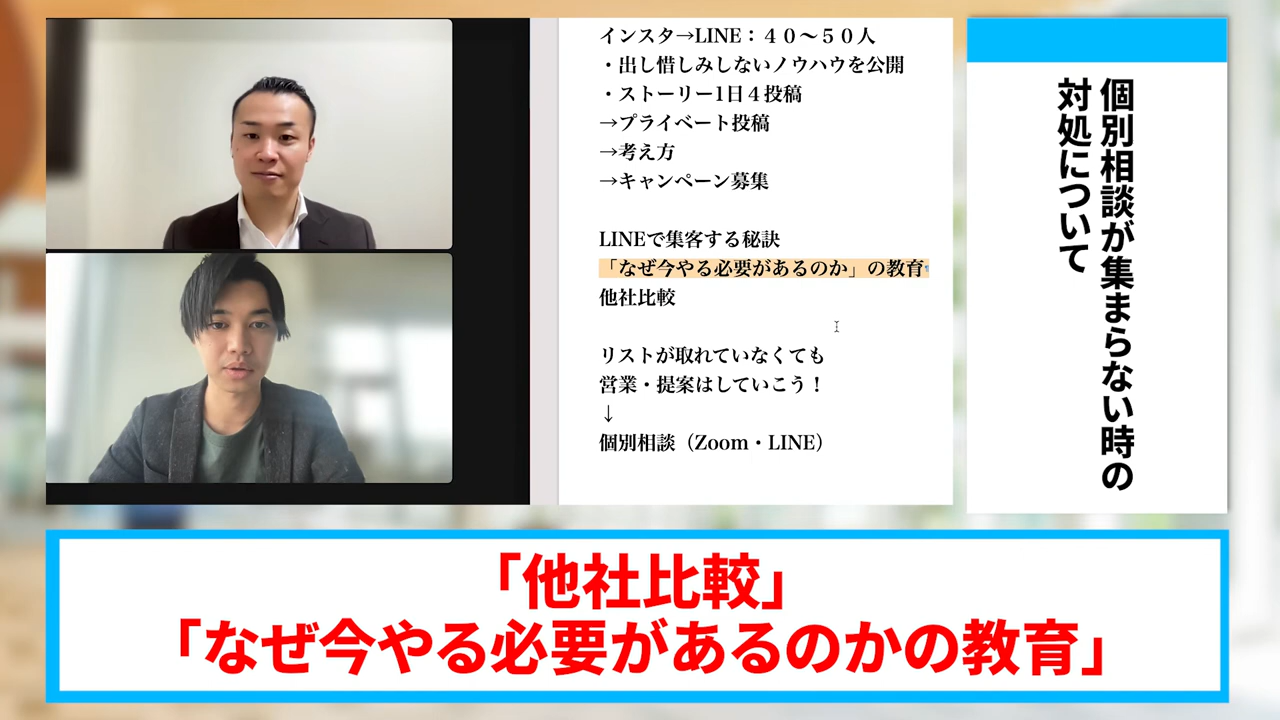 インスタ→LINE：４０～５０人
・出し惜しみしないノウハウを公開
・ストーリー1日４投稿
→プライベート投稿
→考え方
→キャンペーン募集
LINEで集客する秘訣
「なぜ今やる必要があるのか」の教育
他社比較
リストが取れていなくても
営業・提案はしていこう！
↓
個別相談（Zoom・LINE）
個別相談が集まらない時の
対処について
「他社比較」
「なぜ今やる必要があるのかの教育」